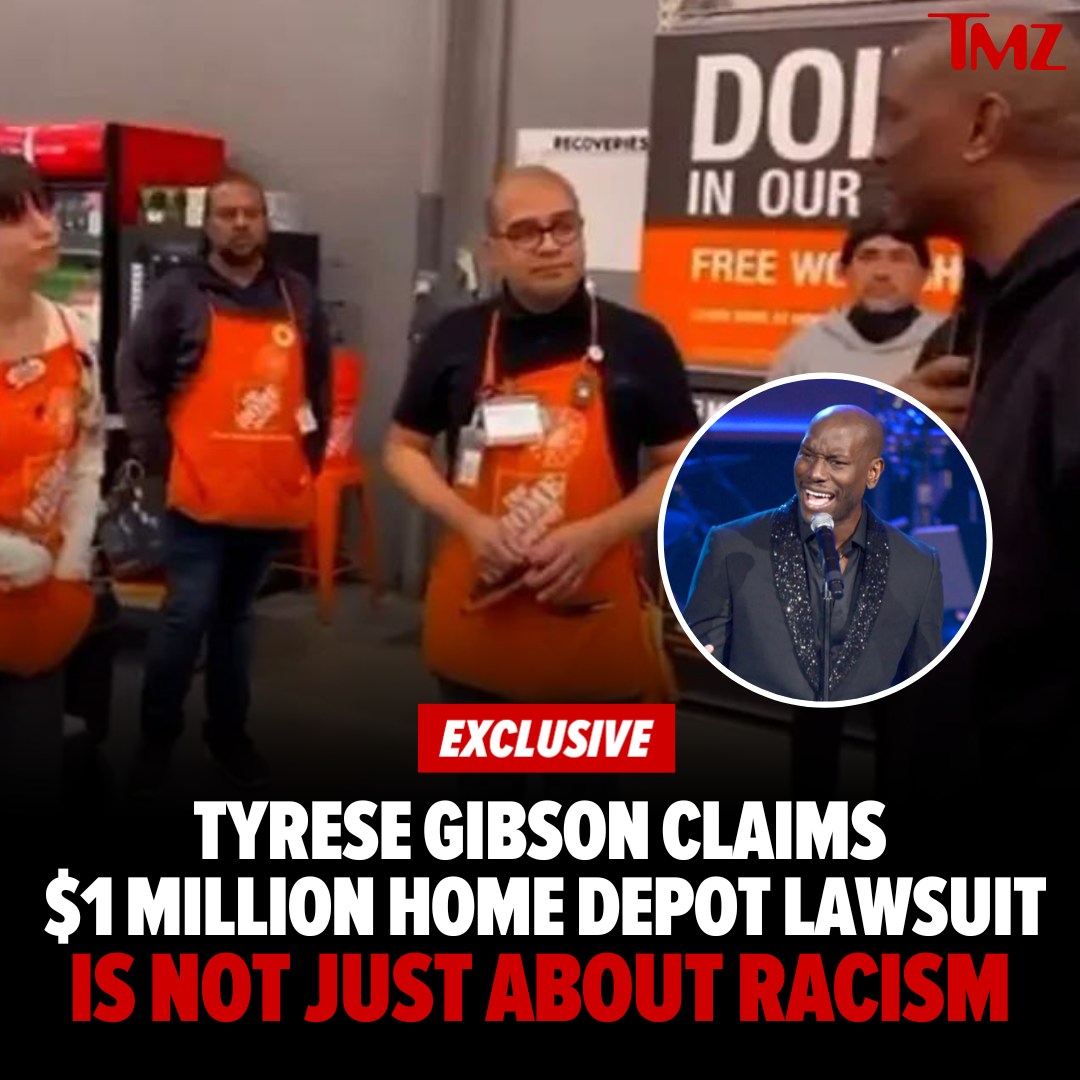 TMZ
RECOVERIES
DOI
IN OUR
FREE WO
EXCLUSIVE
TYRESE GIBSON CLAIMS
$1 MILLION HOME DEPOT LAWSUIT
IS NOT JUST ABOUT RACISM